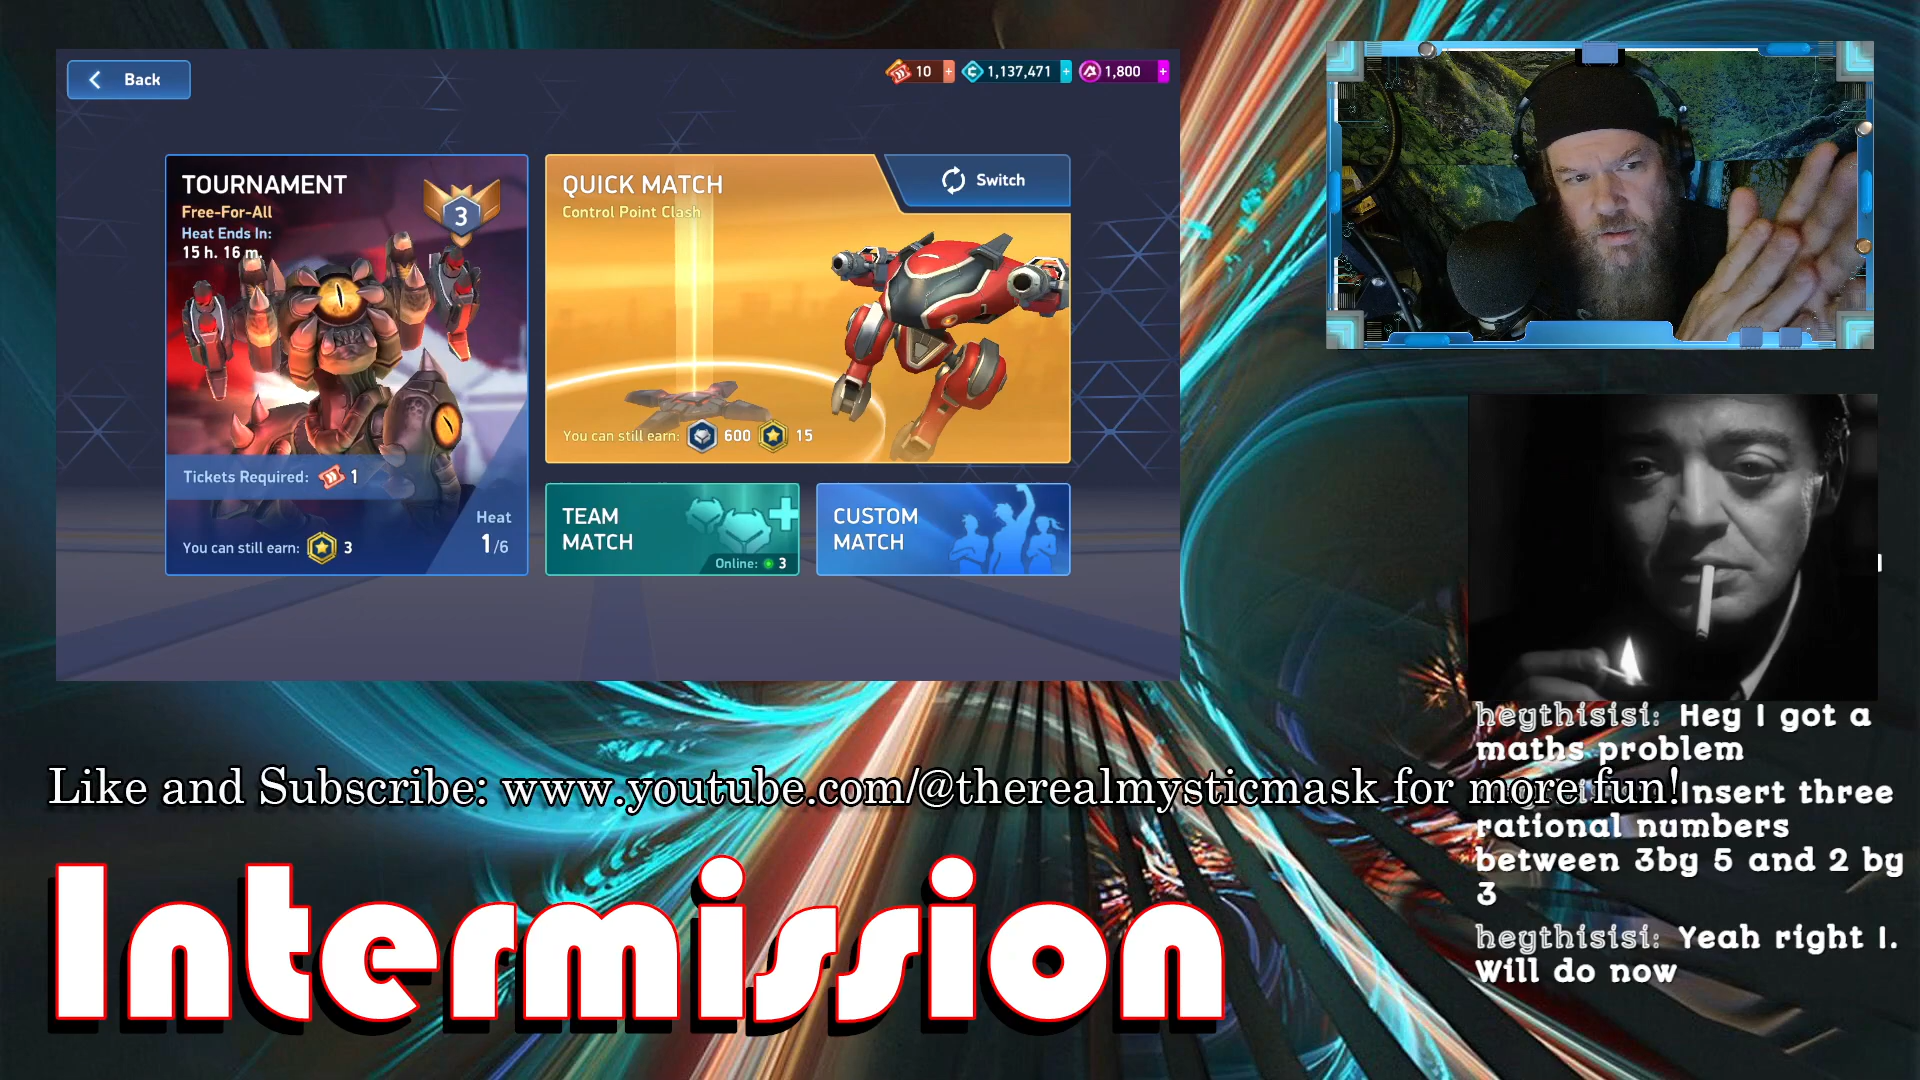 Back
10
1,137,471
1,800
TOURNAMENT
Free-For-All
Heat Ends In:
15 h. 16 m.
3
Tickets Required: 1
You can still earn: 3
Heat
1/6
QUICK MATCH
Control Point Clash
Switch
You can still earn: 600 15
TEAM
MATCH
Online: 3
CUSTOM
MATCH
heythisisi: Hey I got a
maths problem
Insert three
rational numbers
between 3by 5 and 2 by
3
heythisisi: Yeah right I.
Will do now
Like and Subscribe: www.youtube.com/@therealmysticmask for more fun!
Intermission